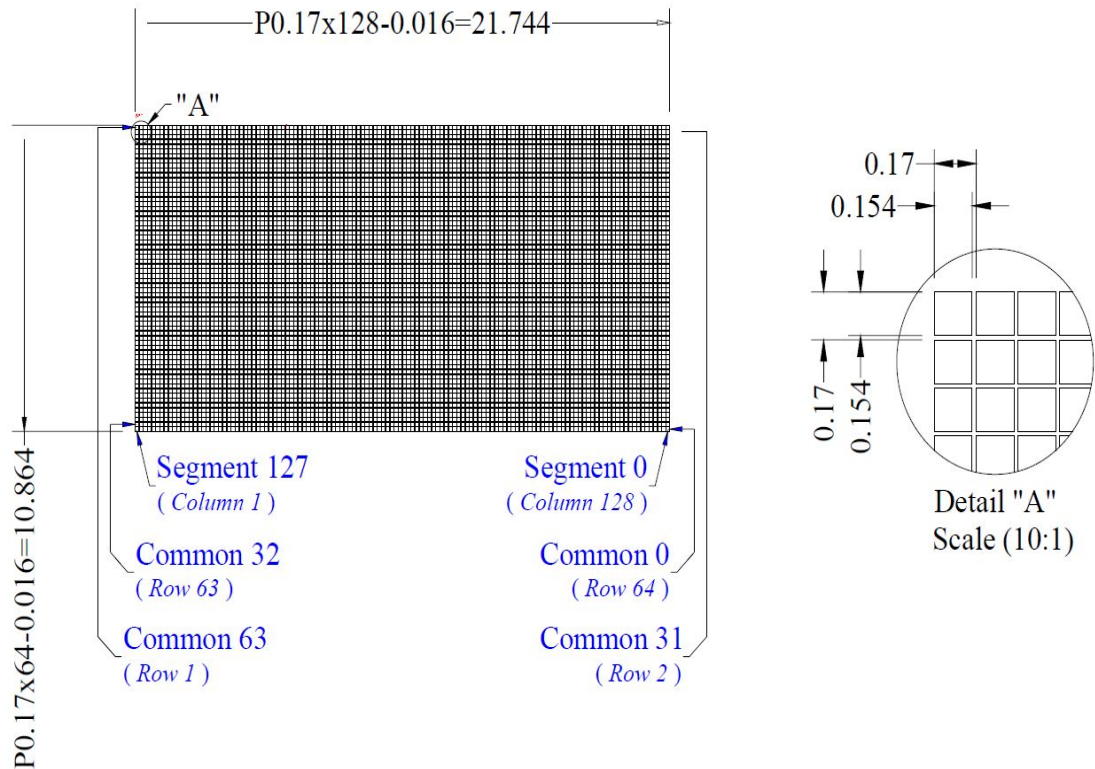 P0.17x128-0.016=21.744
"A"
P0.17x64-0.016=10.864
Segment 127
( Column 1 )
Segment 0
( Column 128 )
Common 32
( Row 63 )
Common 0
( Row 64 )
Common 63
( Row 1 )
Common 31
( Row 2 )
0.17
0.154
0.17
0.154
Detail "A"
Scale (10:1)